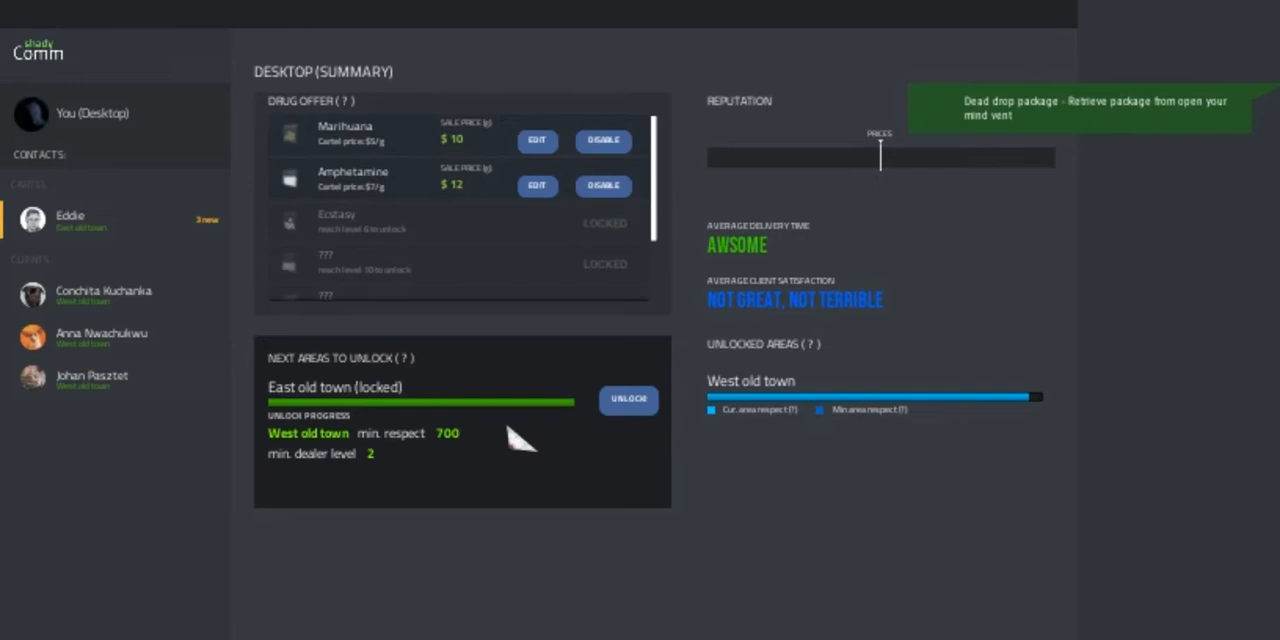 shady
Comm
You (Desktop)
CONTACTS:
CARTEL
Eddie
East old town
3 new
CLIENTS
Conchita Kuchanka
West old town
Anna Nwachukwu
West old town
Johan Pasztet
West old town
DESKTOP (SUMMARY)
DRUG OFFER ( ? )
Marihuana
Cartel price: $5/g
SALE PRICE (g)
$ 10
EDIT
DISABLE
Amphetamine
Cartel price: $7/g
SALE PRICE (g)
$ 12
EDIT
DISABLE
Ecstasy
reach level 6 to unlock
LOCKED
???
reach level 10 to unlock
LOCKED
???
NEXT AREAS TO UNLOCK ( ? )
East old town (locked)
UNLOCK PROGRESS
West old town min. respect 700
min. dealer level 2
UNLOCK!
REPUTATION
Dead drop package - Retrieve package from open your
mind vent
PRICES
AVERAGE DELIVERY TIME
AWSOME
AVERAGE CLIENT SATISFACTION
NOT GREAT, NOT TERRIBLE
UNLOCKED AREAS ( ? )
West old town
Cur. area respect (?)
Min area respect (?)